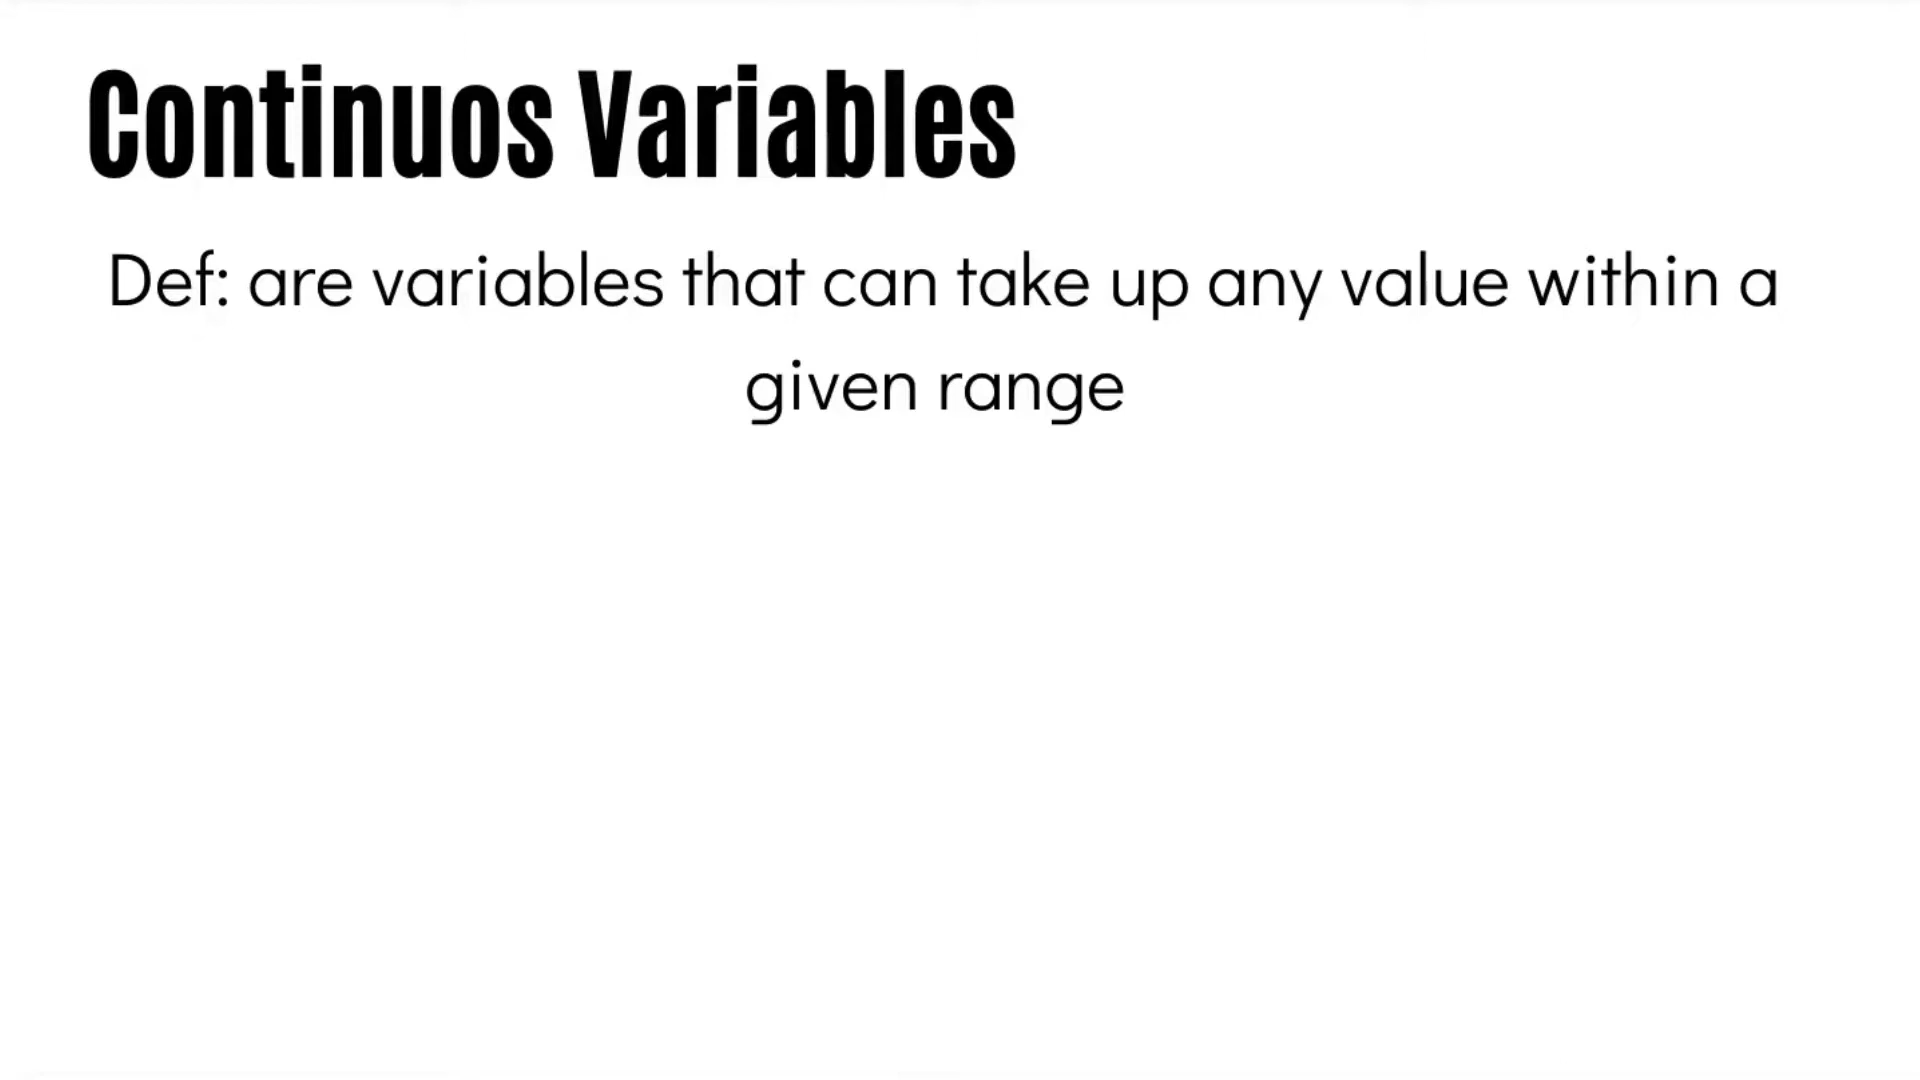 Continuos Variables
Def: are variables that can take up any value within a
given range